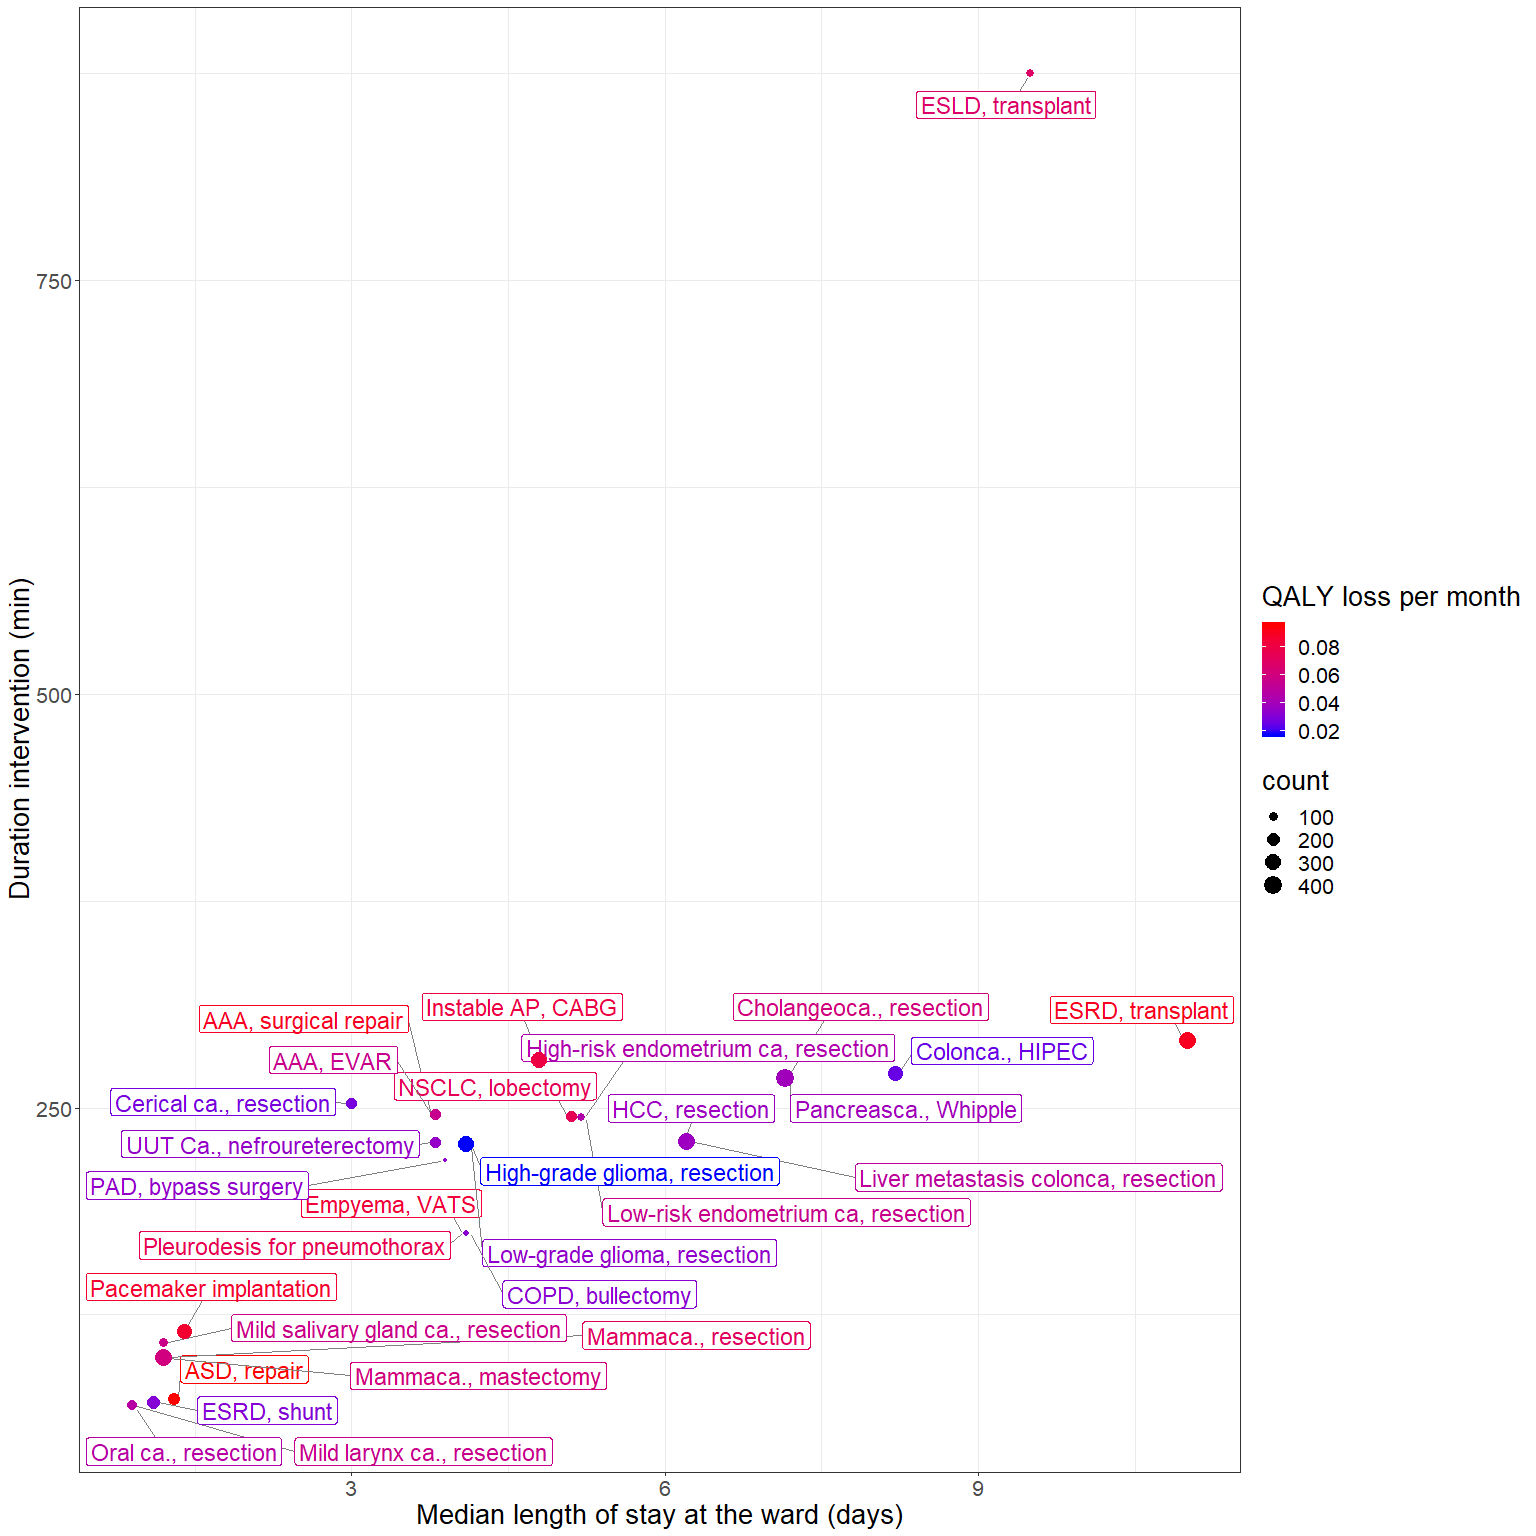 ESLD, transplant
750
500
250
Duration intervention (min)
Instable AP, CABG
Cholangeoca., resection
ESRD, transplant
AAA, surgical repair
High-risk endometrium ca, resection
Colonca., HIPEC
AAA, EVAR
NSCLC, lobectomy
Cerical ca., resection
HCC, resection
Pancreasca., Whipple
UUT Ca., nefroureterectomy
High-grade glioma, resection
Liver metastasis colonca, resection
PAD, bypass surgery
Empyema, VATS
Low-risk endometrium ca, resection
Pleurodesis for pneumothorax
Low-grade glioma, resection
Pacemaker implantation
COPD, bullectomy
Mild salivary gland ca., resection
Mammaca., resection
ASD, repair
Mammaca., mastectomy
ESRD, shunt
Oral ca., resection
Mild larynx ca., resection
3
6
9
Median length of stay at the ward (days)
QALY loss per month
0.08
0.06
0.04
0.02
count
100
200
300
400